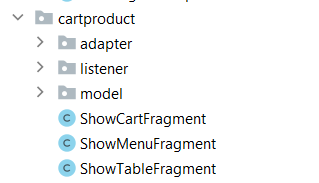 cartproduct
adapter
listener
model
ShowCartFragment
ShowMenuFragment
ShowTableFragment